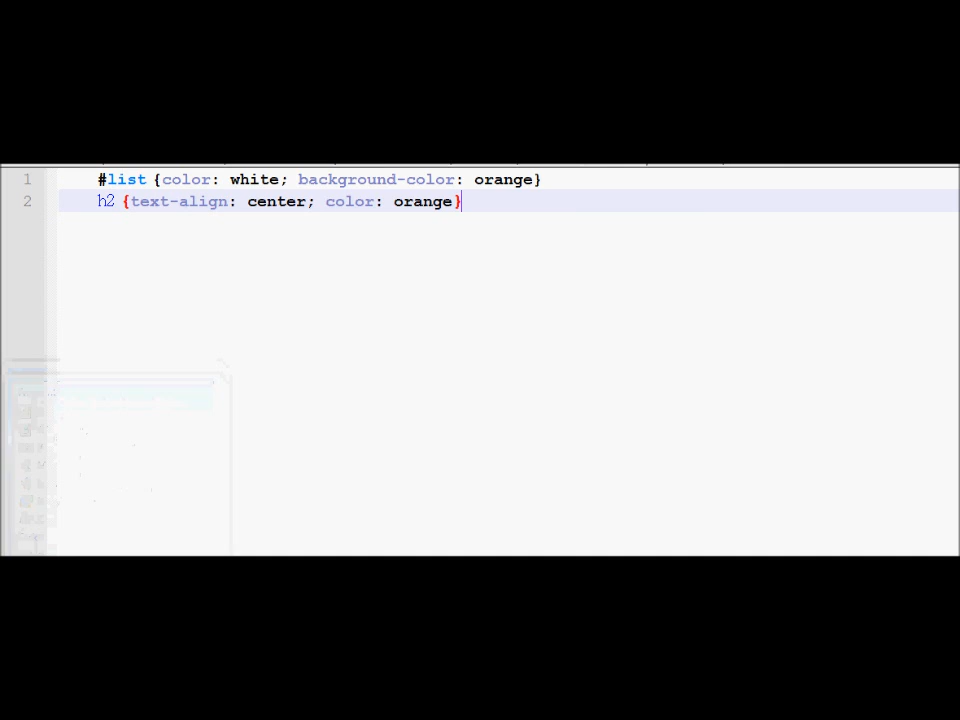 1 #list {color: white; background-color: orange}
2 h2 {text-align: center; color: orange}